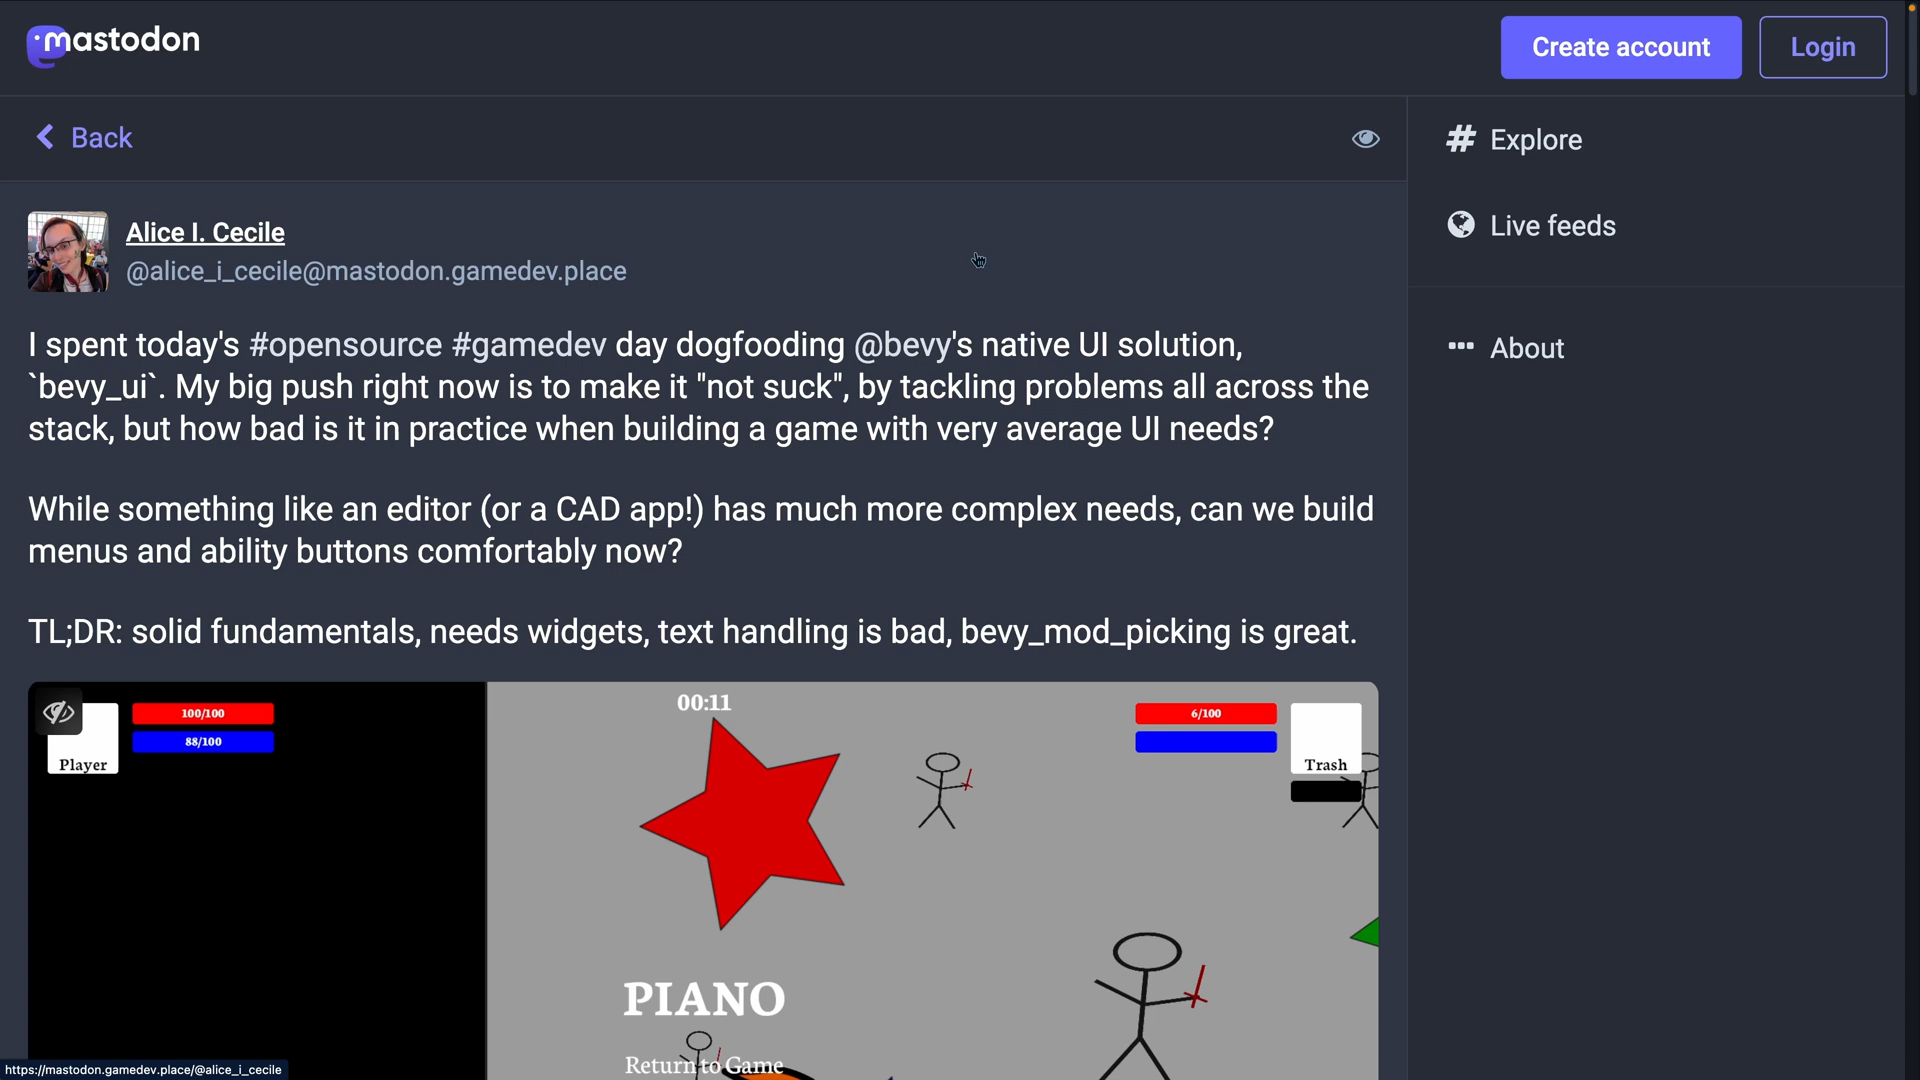 mastodon
Create account
Login
Back
Explore
Live feeds
About
Alice I. Cecile
@alice_i_cecile@mastodon.gamedev.place
I spent today's #opensource #gamedev day dogfooding @bevy's native UI solution,
`bevy_ui`. My big push right now is to make it "not suck", by tackling problems all across the
stack, but how bad is it in practice when building a game with very average UI needs?
While something like an editor (or a CAD app!) has much more complex needs, can we build
menus and ability buttons comfortably now?
TL;DR: solid fundamentals, needs widgets, text handling is bad, bevy_mod_picking is great.
00:11
100/100
88/100
Player
6/100
Trash
PIANO
Return to Game
https://mastodon.gamedev.place/@alice_i_cecile